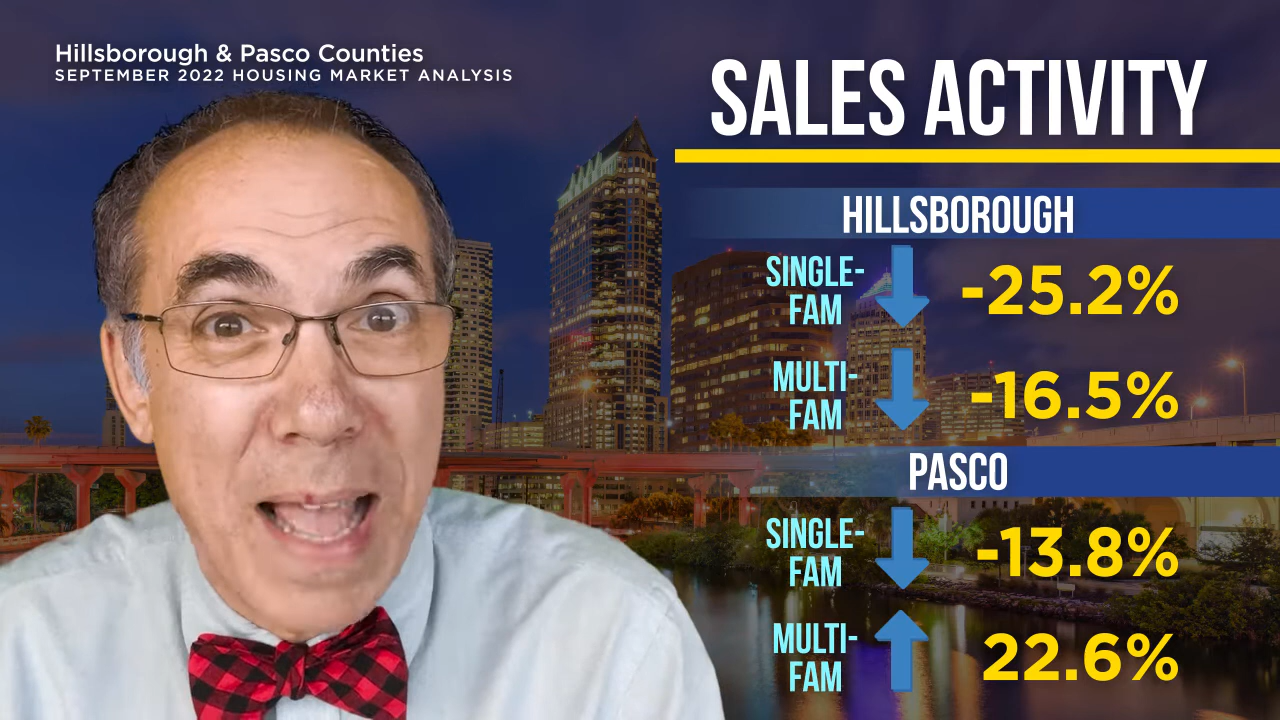 Hillsborough & Pasco Counties
SEPTEMBER 2022 HOUSING MARKET ANALYSIS
SALES ACTIVITY
HILLSBOROUGH
SINGLE-
FAM
-25.2%
MULTI-
FAM
-16.5%
PASCO
SINGLE-
FAM
-13.8%
MULTI-
FAM
22.6%